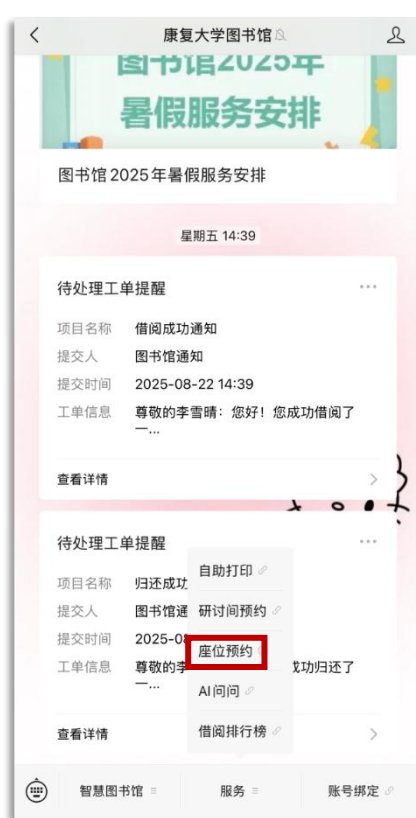 康复大学图书馆
图书馆2025年
暑假服务安排
图书馆2025年暑假服务安排
星期五 14:39
待处理工单提醒
项目名称 借阅成功通知
提交人 图书馆通知
提交时间 2025-08-22 14:39
工单信息 尊敬的李雪晴：您好！您成功借阅了
一...
查看详情
待处理工单提醒
项目名称 归还成功
提交人 图书馆通
提交时间 2025-08
工单信息 尊敬的李 成功归还了
一...
查看详情
自助打印
研讨间预约
座位预约
AI问问
借阅排行榜
智慧图书馆
服务
账号绑定